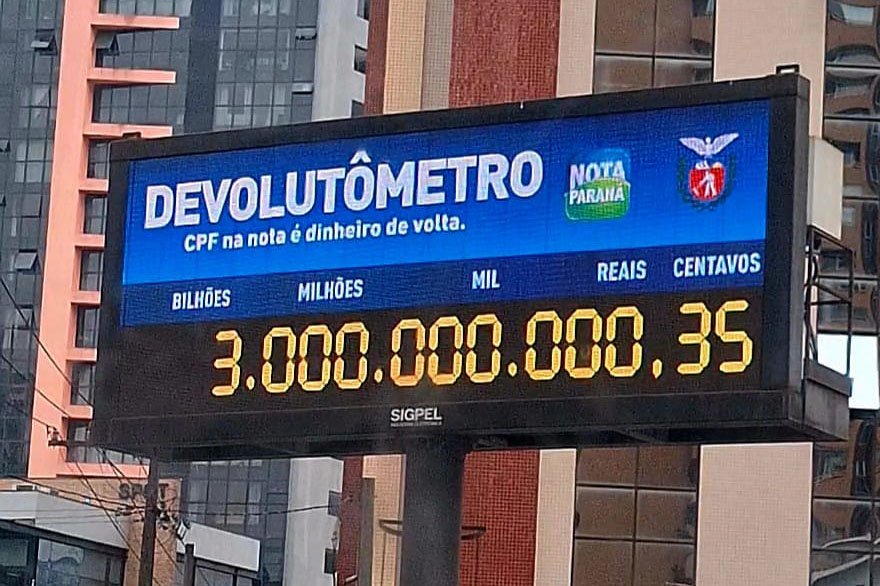 DEVOLUTÔMETRO
CPF na nota é dinheiro de volta.
NOTA
PARANÁ
BILHÕES MILHÕES MIL REAIS CENTAVOS
3.000.000.000,35
SIGPEL